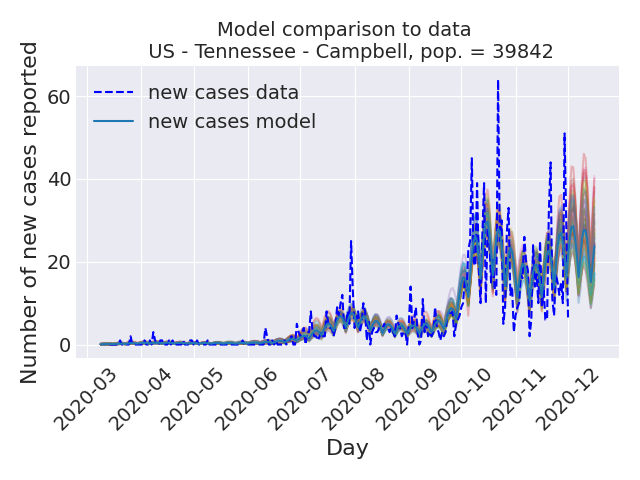 Model comparison to data
US - Tennessee - Campbell, pop. = 39842
Number of new cases reported
60
40
20
0
new cases data
new cases model
2020-03
2020-04
2020-05
2020-06
2020-07
2020-08
2020-09
2020-10
2020-11
2020-12
Day